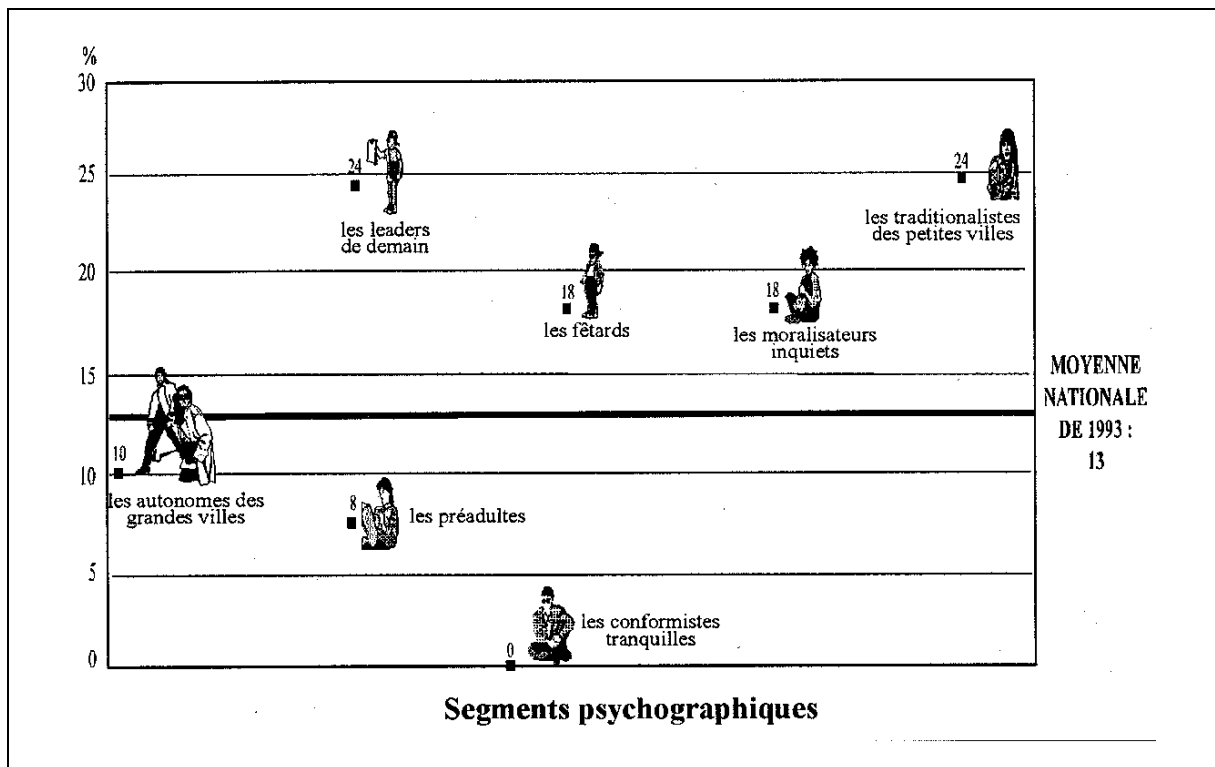 %
30
24
24
25
les leaders
de demain
les traditionalistes
des petites villes
20
18
18
les fêtards
les moralisateurs
inquiets
15
MOYENNE
NATIONALE
DE 1993 :
13
10
10
les autonomes des
grandes villes
8
les préadultes
5
les conformistes
tranquilles
0
0
Segments psychographiques